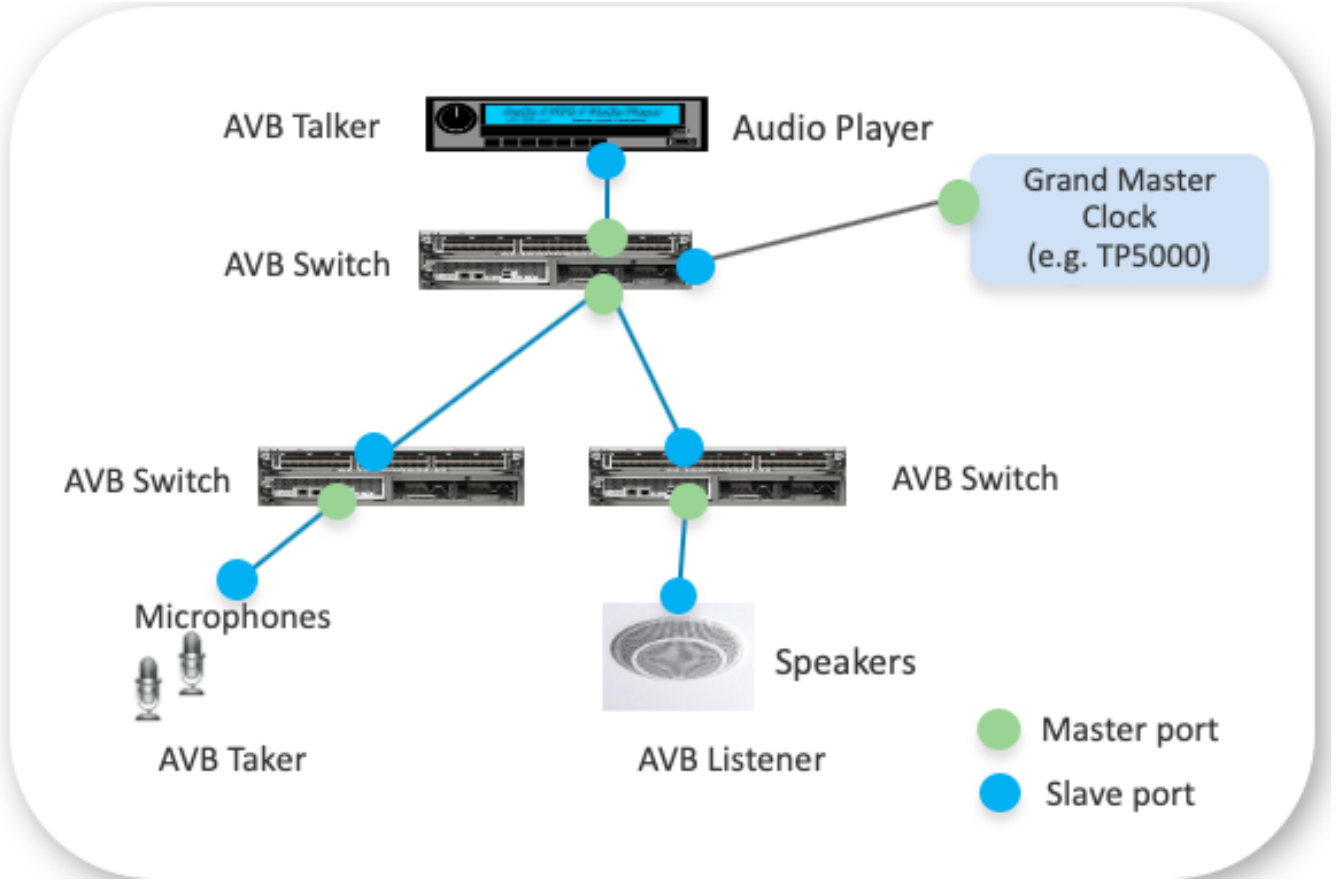 AVB Talker
Audio Player
Grand Master
Clock
(e.g. TP5000)
AVB Switch
AVB Switch
AVB Switch
Microphones
Speakers
AVB Taker
AVB Listener
Master port
Slave port